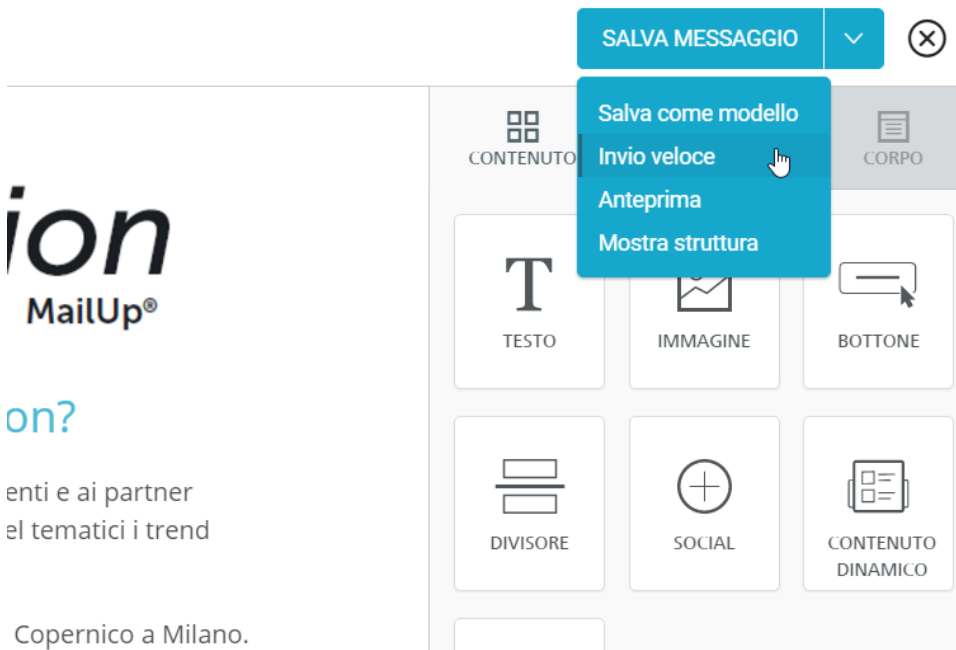 SALVA MESSAGGIO
Salva come modello
Invio veloce
Anteprima
Mostra struttura
CONTENUTO
CORPO
ion
MailUp®
on?
enti e ai partner
el tematici i trend
Copernico a Milano.
TESTO
IMMAGINE
BOTTONE
DIVISORE
SOCIAL
CONTENUTO
DINAMICO